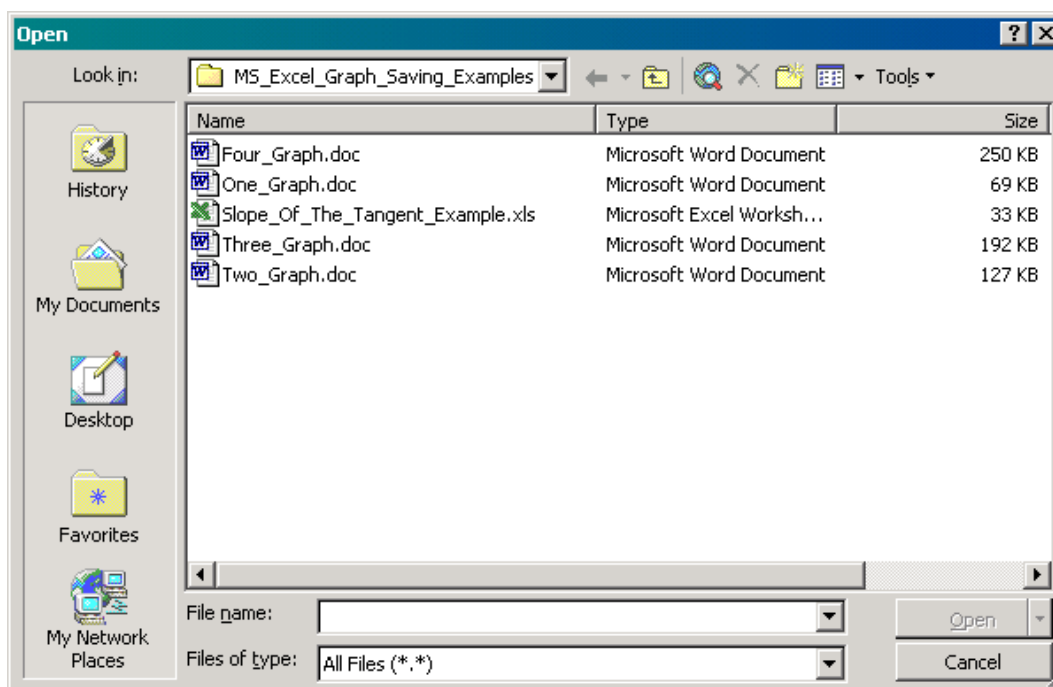 Open
Look in: MS_Excel_Graph_Saving_Examples Tools
History
My Documents
Desktop
Favorites
My Network
Places
Name Type Size
Four_Graph.doc Microsoft Word Document 250 KB
One_Graph.doc Microsoft Word Document 69 KB
Slope_Of_The_Tangent_Example.xls Microsoft Excel Worksh... 33 KB
Three_Graph.doc Microsoft Word Document 192 KB
Two_Graph.doc Microsoft Word Document 127 KB
File name: Open
Files of type: All Files (*.*) Cancel